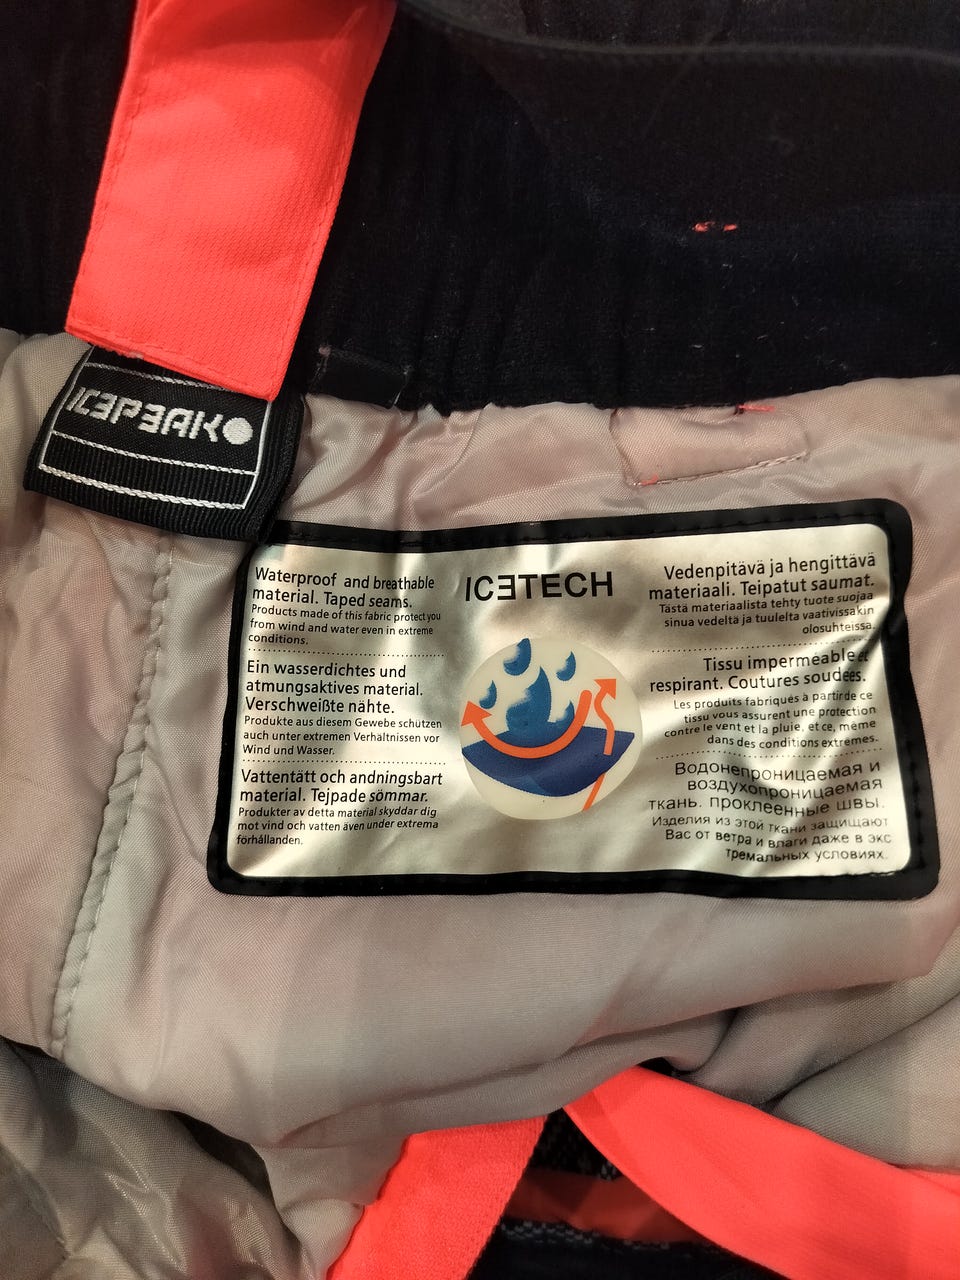 ICEPEAK
ICETECH
Waterproof and breathable
material. Taped seams.
Products made of this fabric protect you
from wind and water even in extreme
conditions.
Ein wasserdichtes und
atmungsaktives material.
Verschweißte nähte.
Produkte aus diesem Gewebe schützen
auch unter extremen Verhältnissen vor
Wind und Wasser.
Vattentätt och andningsbart
material. Tejpade sömmar.
Produkter av detta material skyddar dig
mot vind och vatten även under extrema
förhållanden.
Vedenpitävä ja hengittävä
materiaali. Teipatut saumat.
Tästä materiaalista tehty tuote suojaa
sinua vedeltä ja tuulelta vaativissakin
olosuhteissa.
Tissu imperméable et
respirant. Coutures soudées.
Les produits fabriqués à partir de ce
tissu vous assurent une protection
contre le vent et la pluie, et ce, même
dans des conditions extremes.
Водонепроницаемая и
воздухопроницаемая
ткань. проклеенные швы.
Изделия из этой ткани защищают
Вас от ветра и влаги даже в экс
тремальных условиях.